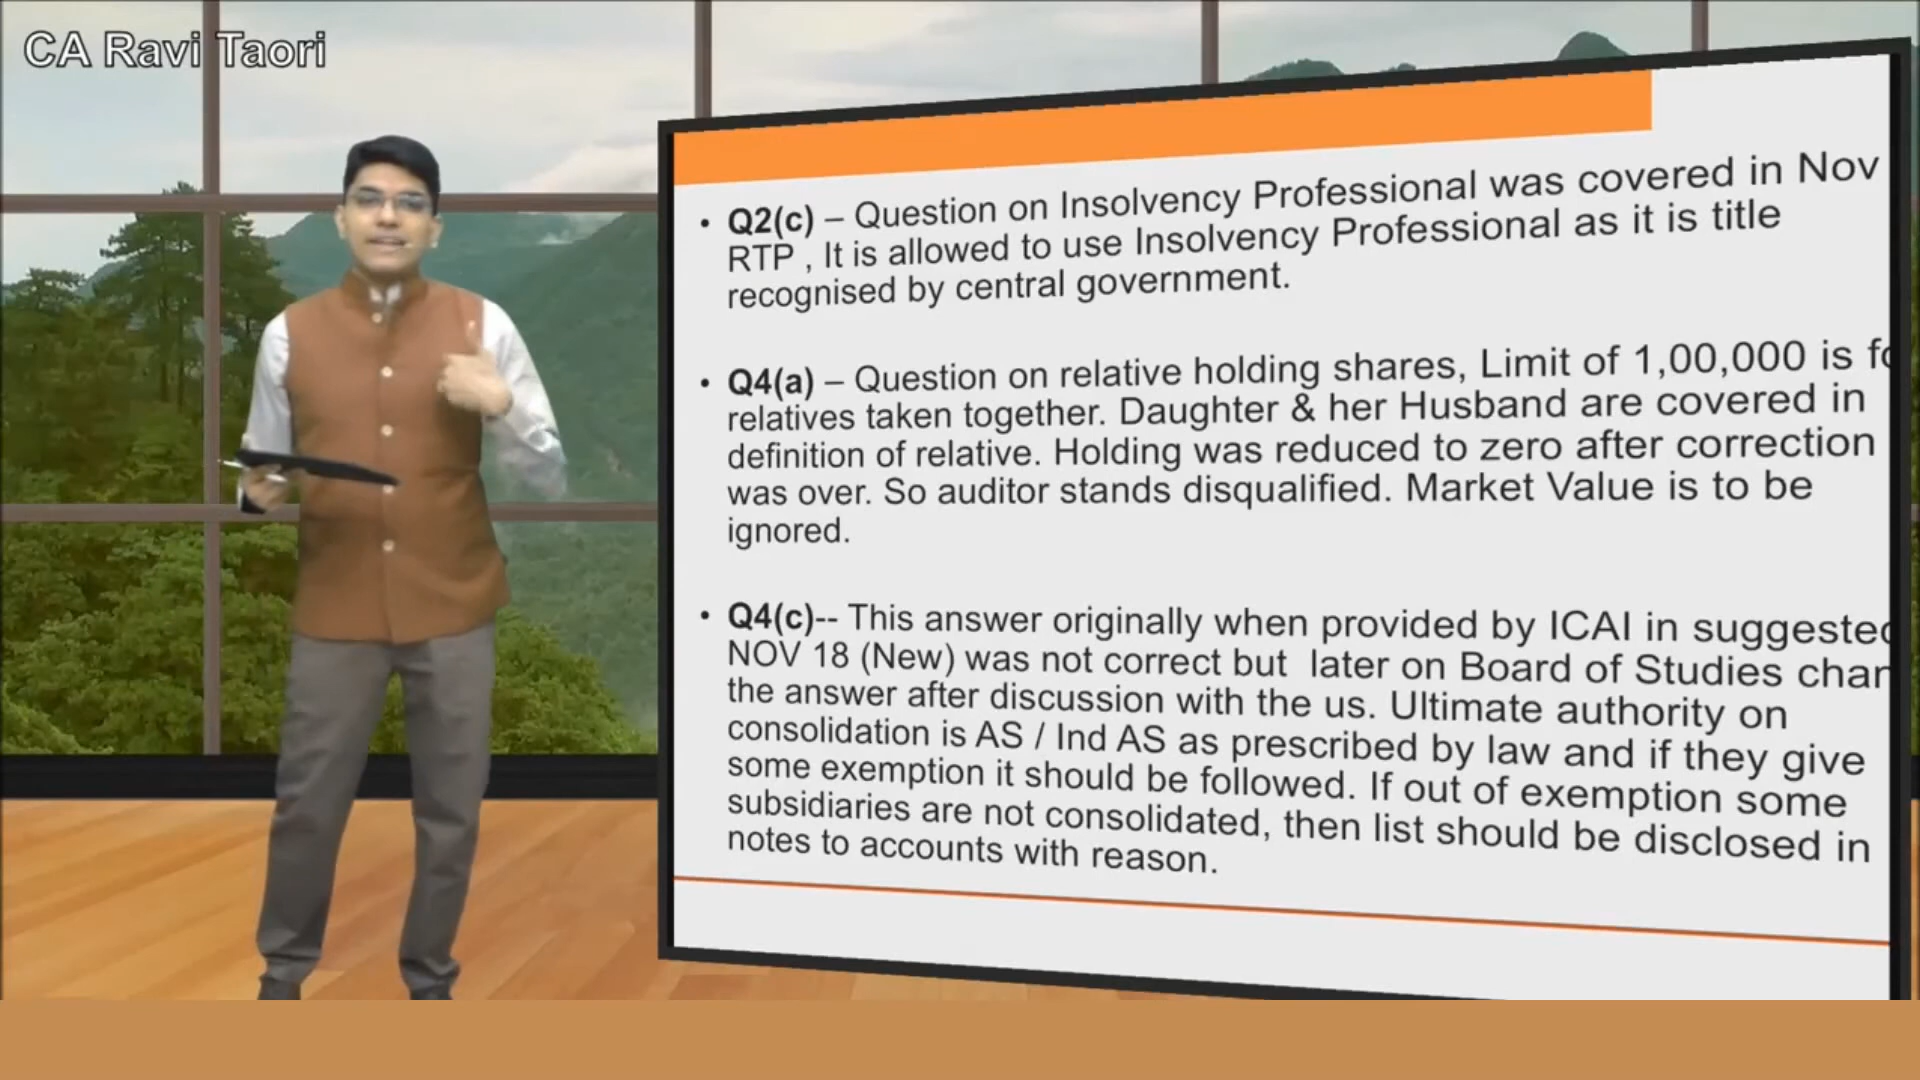 CA Ravi Taori
• Q2(c) – Question on Insolvency Professional was covered in Nov
RTP , It is allowed to use Insolvency Professional as it is title
recognised by central government.
• Q4(a) – Question on relative holding shares, Limit of 1,00,000 is
relatives taken together. Daughter & her Husband are covered in
definition of relative. Holding was reduced to zero after correction
was over. So auditor stands disqualified. Market Value is to be
ignored.
• Q4(c)-- This answer originally when provided by ICAI in suggested
NOV 18 (New) was not correct but later on Board of Studies
the answer after discussion with the us. Ultimate authority on
consolidation is AS / Ind AS as prescribed by law and if they give
some exemption it should be followed. If out of exemption some
subsidiaries are not consolidated, then list should be disclosed in
notes to accounts with reason.